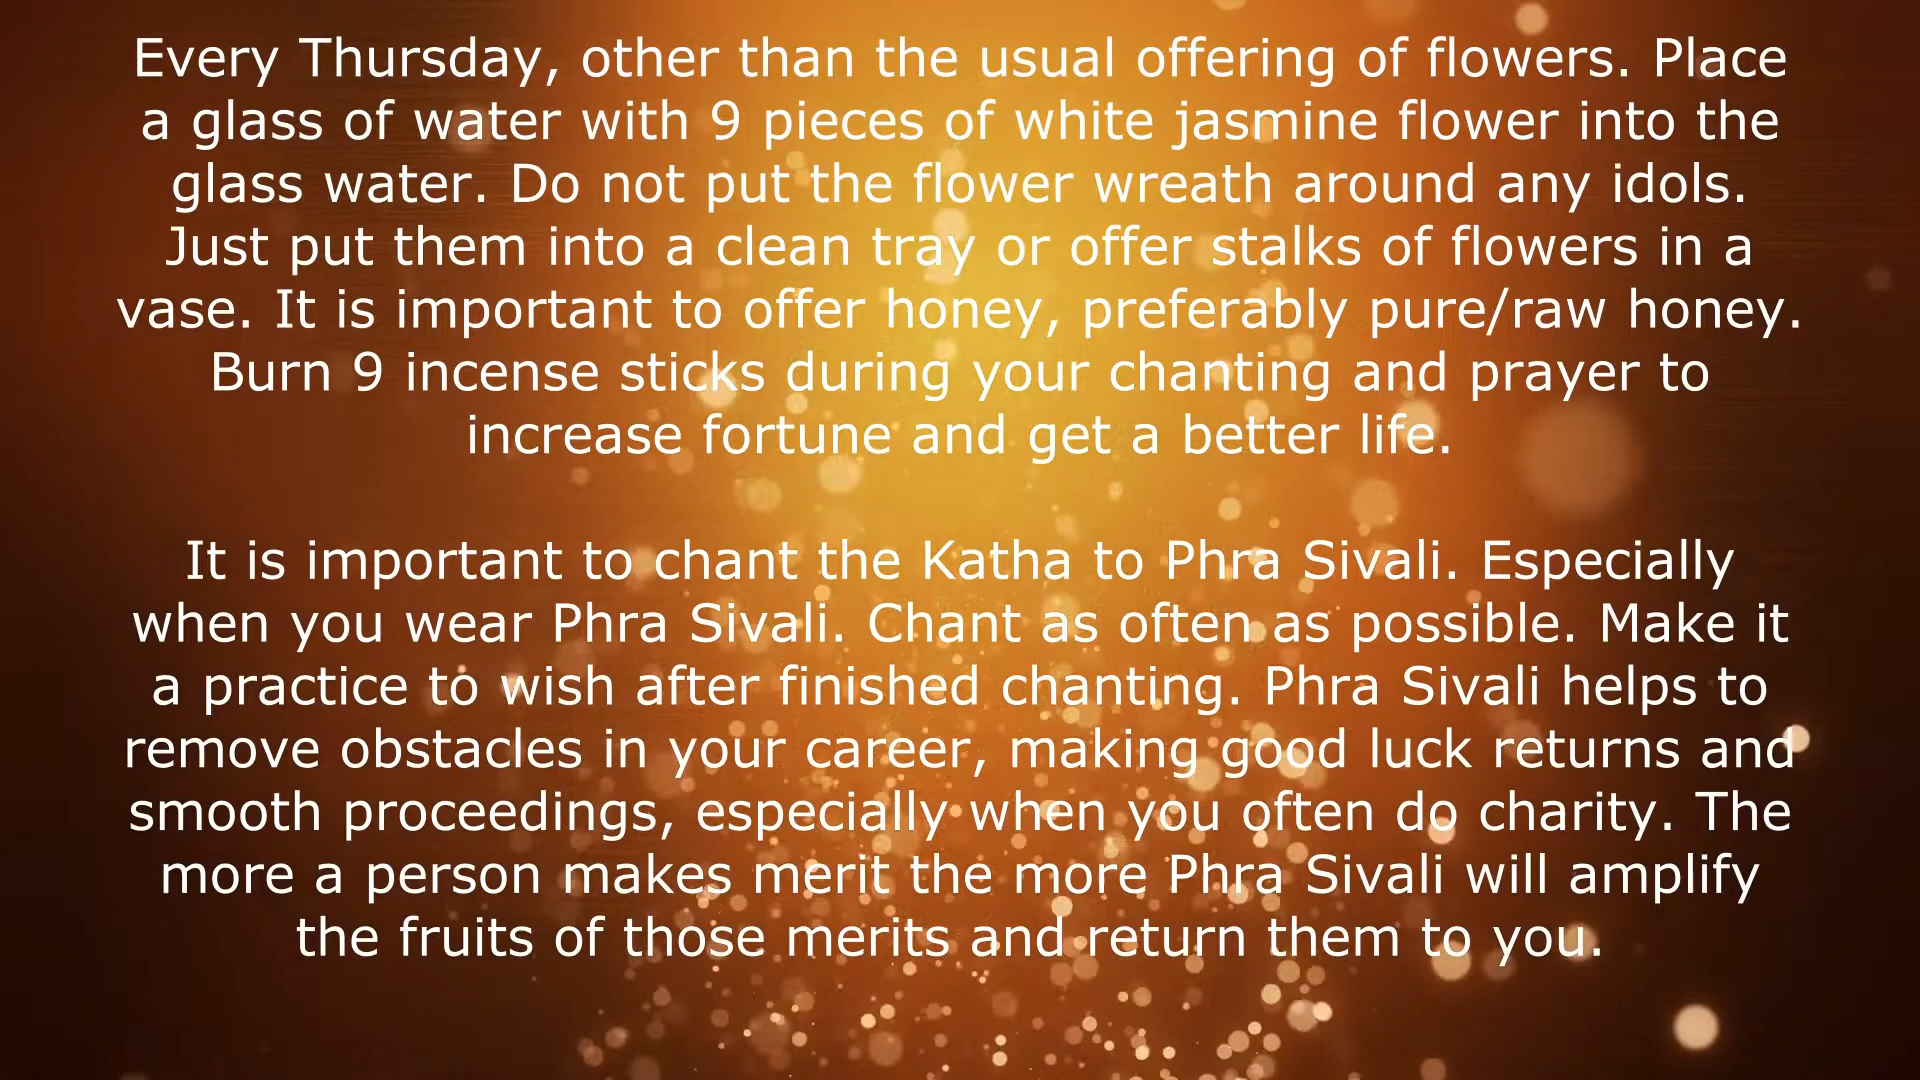 Every Thursday, other than the usual offering of flowers. Place
a glass of water with 9 pieces of white jasmine flower into the
glass water. Do not put the flower wreath around any idols.
Just put them into a clean tray or offer stalks of flowers in a
vase. It is important to offer honey, preferably pure/raw honey.
Burn 9 incense sticks during your chanting and prayer to
increase fortune and get a better life.
It is important to chant the Katha to Phra Sivali. Especially
when you wear Phra Sivali. Chant as often as possible. Make it
a practice to wish after finished chanting. Phra Sivali helps to
remove obstacles in your career, making good luck returns and
smooth proceedings, especially when you often do charity. The
more a person makes merit the more Phra Sivali will amplify
the fruits of those merits and return them to you.